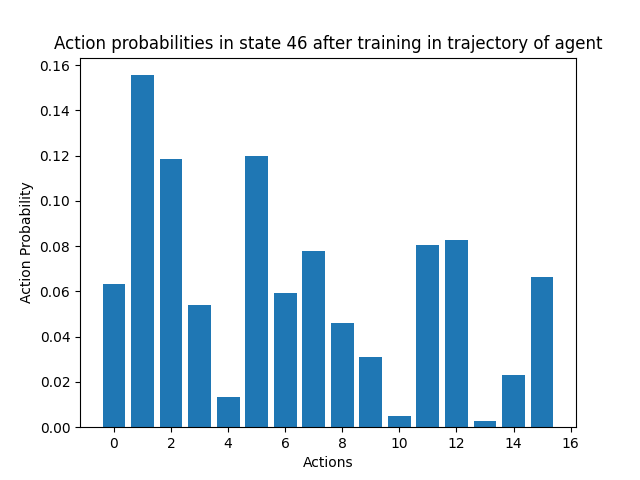 Action probabilities in state 46 after training in trajectory of agent
0.16
0.14
0.12
0.10
0.08
0.06
0.04
0.02
0.00
Action Probability
0 2 4 6 8 10 12 14 16
Actions